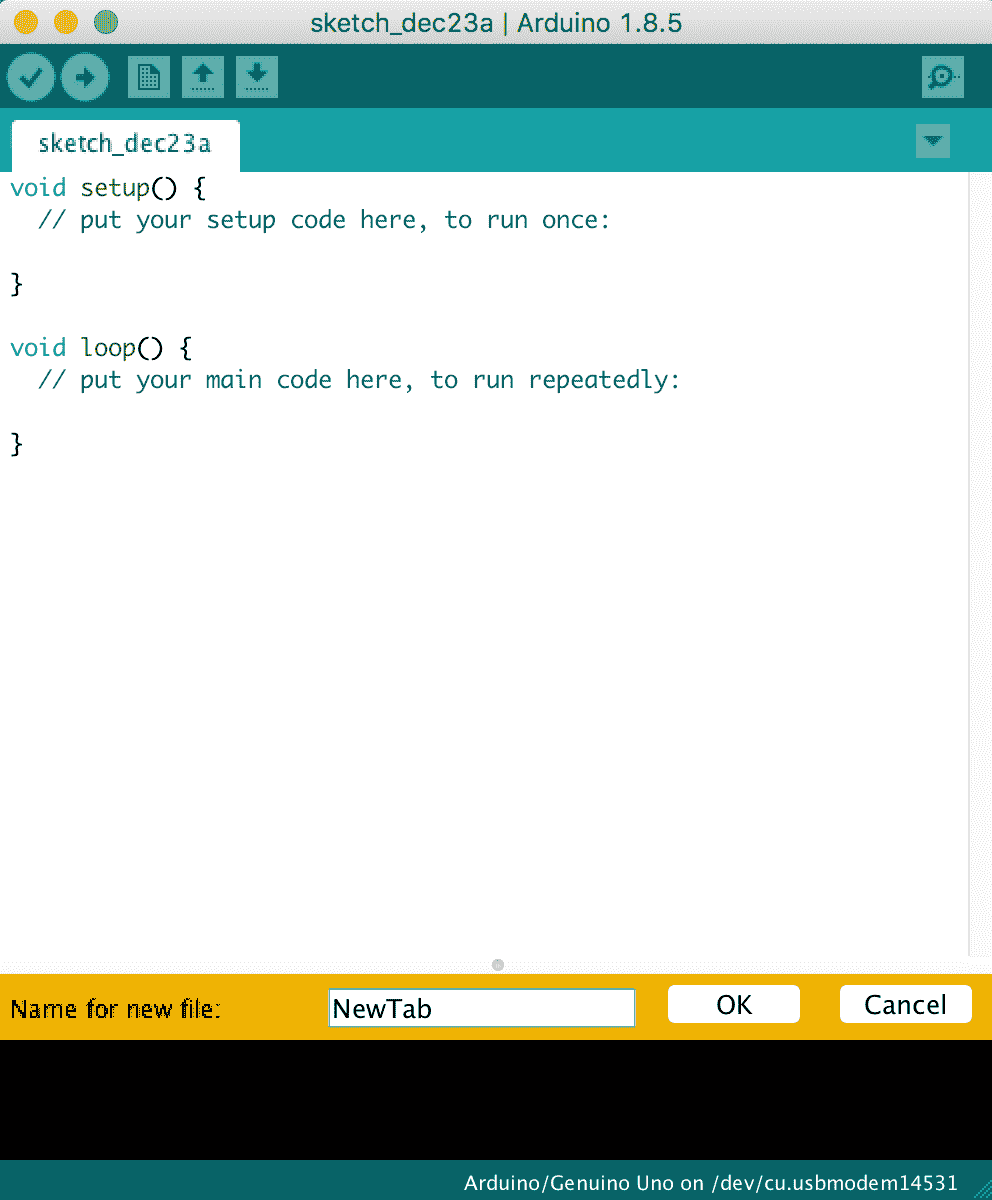 sketch_dec23a | Arduino 1.8.5
sketch_dec23a
void setup() {
  // put your setup code here, to run once:
}
void loop() {
  // put your main code here, to run repeatedly:
}
Name for new file: NewTab OK Cancel
Arduino/Genuino Uno on /dev/cu.usbmodem14531